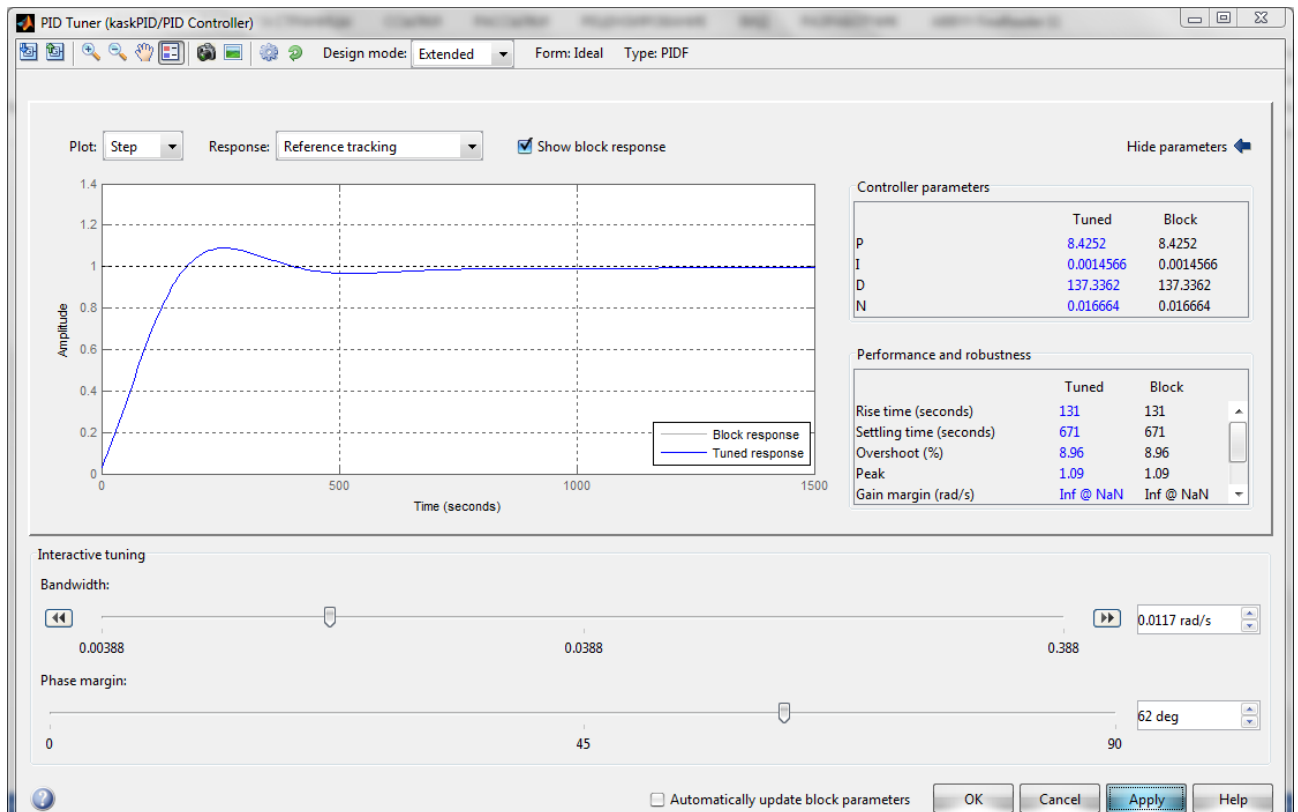 PID Tuner (kaskPID/PID Controller)
Design mode: Extended Form: Ideal Type: PIDF
Plot: Step Response: Reference tracking Show block response Hide parameters
1.4
1.2
1
0.8
0.6
0.4
0.2
0
Amplitude
0 500 1000 1500
Time (seconds)
Block response
Tuned response
Controller parameters
Tuned Block
P 8.4252 8.4252
I 0.0014566 0.0014566
D 137.3362 137.3362
N 0.016664 0.016664
Performance and robustness
Tuned Block
Rise time (seconds) 131 131
Settling time (seconds) 671 671
Overshoot (%) 8.96 8.96
Peak 1.09 1.09
Gain margin (rad/s) Inf @ NaN Inf @ NaN
Interactive tuning
Bandwidth:
0.0117 rad/s
0.00388 0.0388 0.388
Phase margin:
62 deg
0 45 90
Automatically update block parameters OK Cancel Apply Help